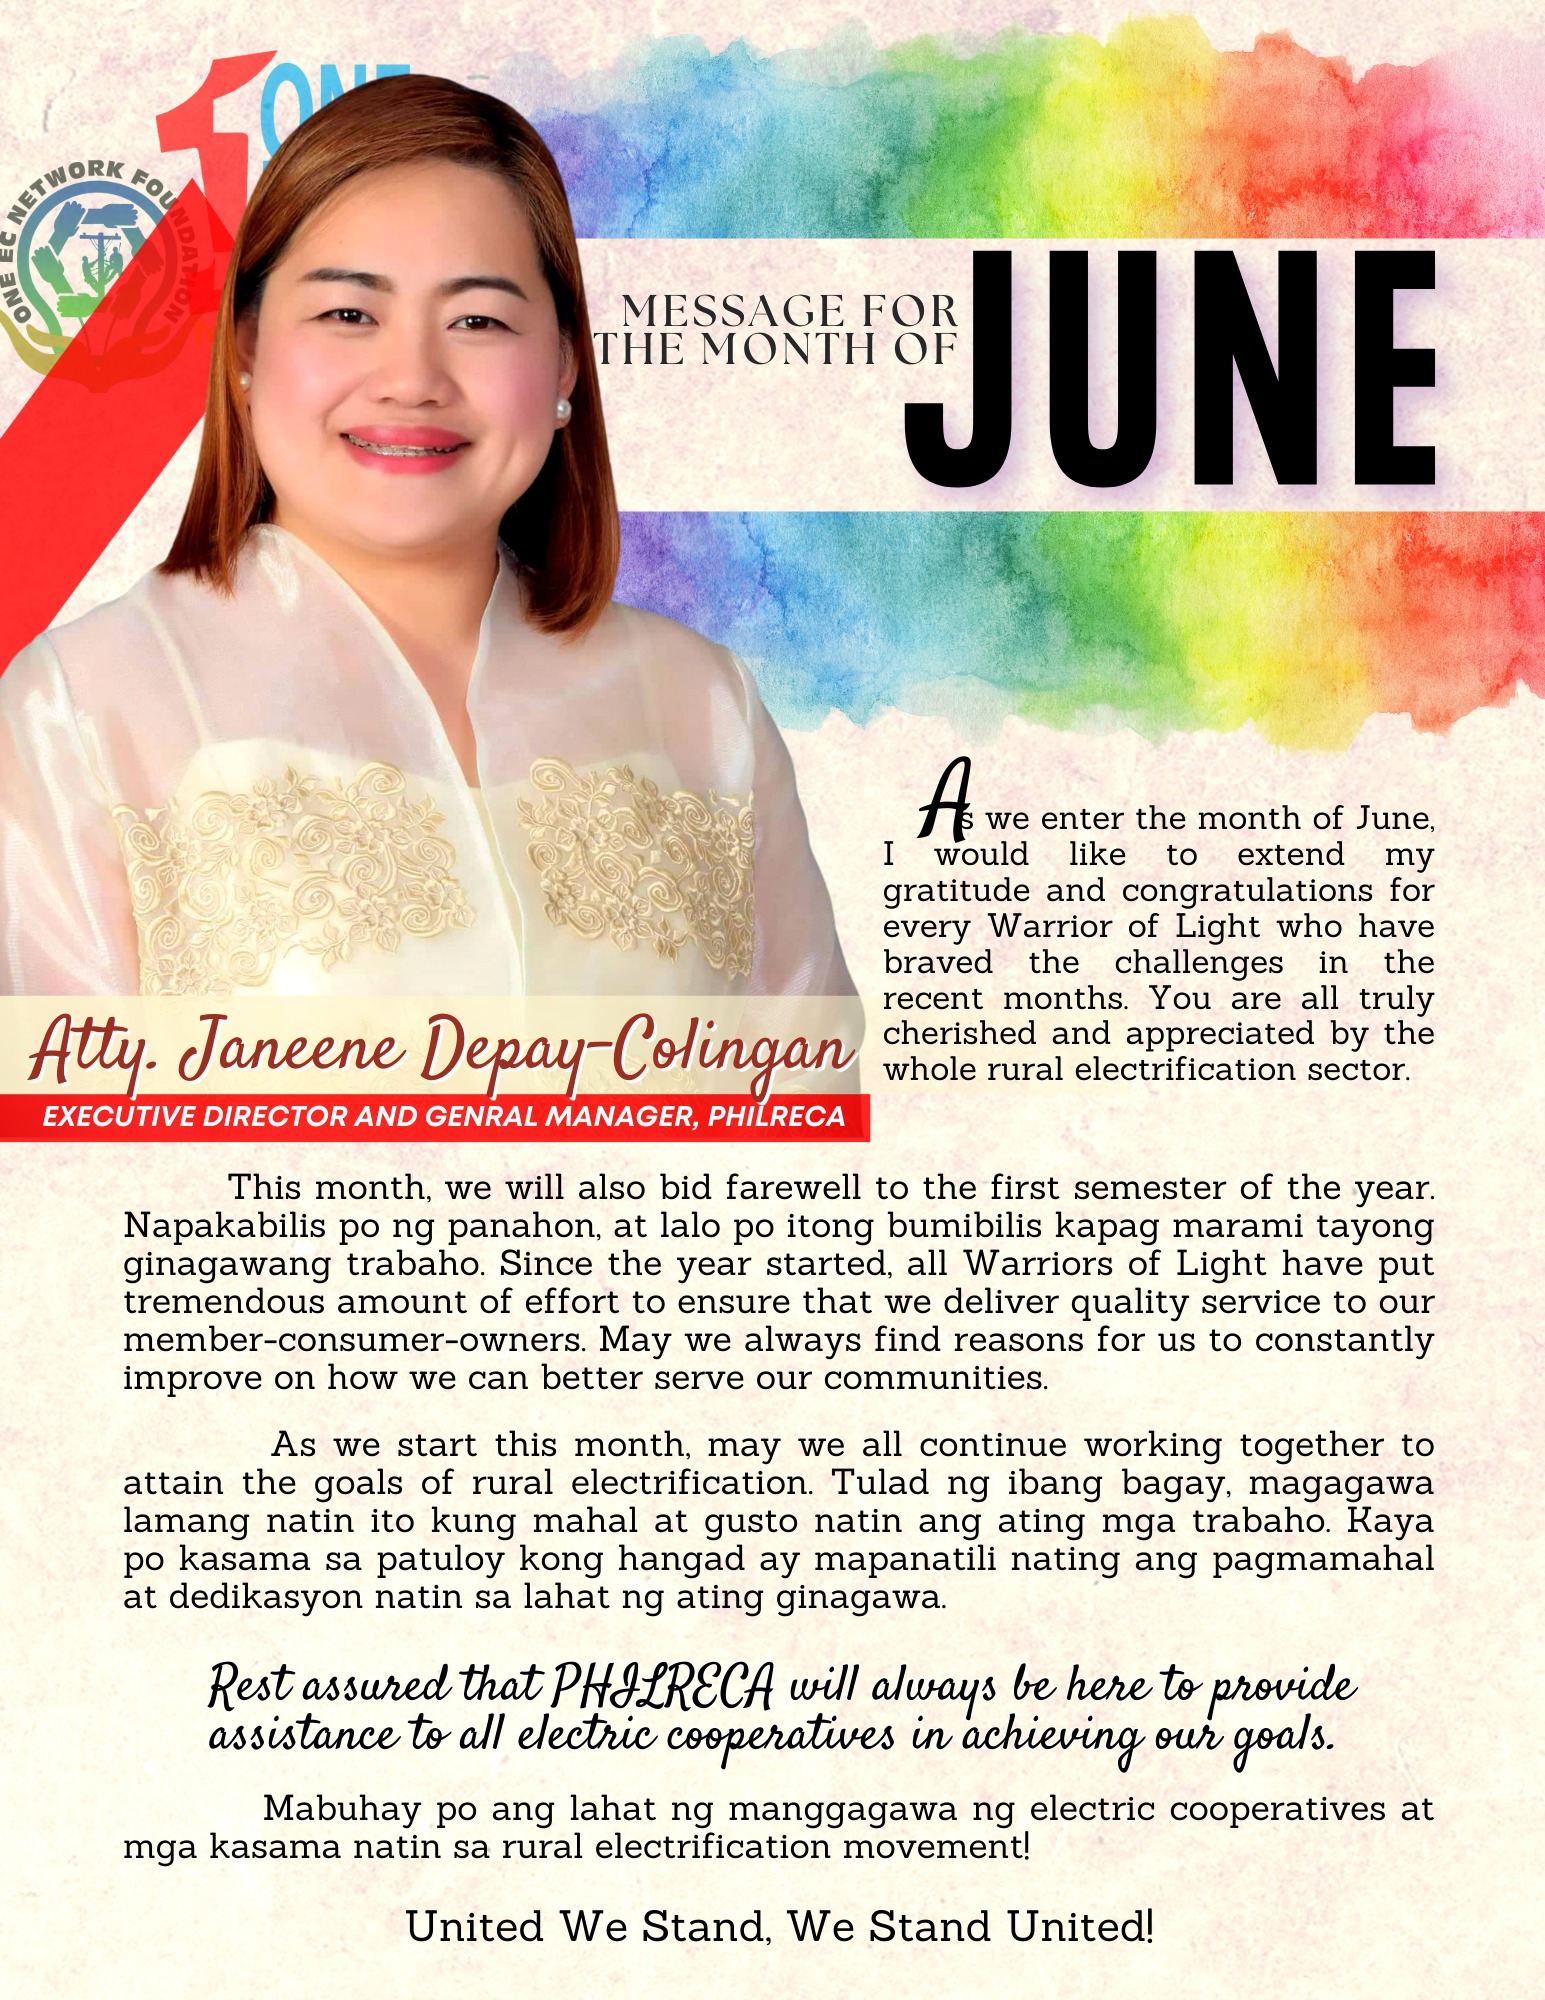 1
ONE
ONE EC NETWORK FOUNDATION
MESSAGE FOR
THE MONTH OF
JUNE
As we enter the month of June,
I would like to extend my
gratitude and congratulations for
every Warrior of Light who have
braved the challenges in the
recent months. You are all truly
cherished and appreciated by the
whole rural electrification sector.
Atty. Janeene Depay-Colingan
EXECUTIVE DIRECTOR AND GENRAL MANAGER, PHILRECA
This month, we will also bid farewell to the first semester of the year.
Napakabilis po ng panahon, at lalo po itong bumibilis kapag marami tayong
ginagawang trabaho. Since the year started, all Warriors of Light have put
tremendous amount of effort to ensure that we deliver quality service to our
member-consumer-owners. May we always find reasons for us to constantly
improve on how we can better serve our communities.
As we start this month, may we all continue working together to
attain the goals of rural electrification. Tulad ng ibang bagay, magagawa
lamang natin ito kung mahal at gusto natin ang ating mga trabaho. Kaya
po kasama sa patuloy kong hangad ay mapanatili nating ang pagmamahal
at dedikasyon natin sa lahat ng ating ginagawa.
Rest assured that PHILRECA will always be here to provide
assistance to all electric cooperatives in achieving our goals.
Mabuhay po ang lahat ng manggagawa ng electric cooperatives at
mga kasama natin sa rural electrification movement!
United We Stand, We Stand United!